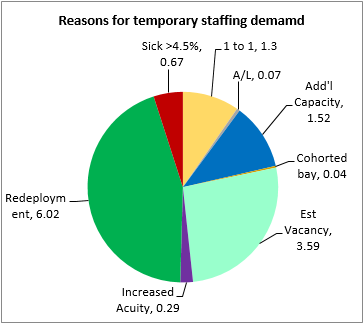 Reasons for temporary staffing demamd
Sick >4.5%,
0.67
1 to 1, 1.3
A/L, 0.07
Add'l
Capacity,
1.52
Cohorted
bay, 0.04
Est
Vacancy,
3.59
Increased
Acuity, 0.29
Redeploym
ent, 6.02